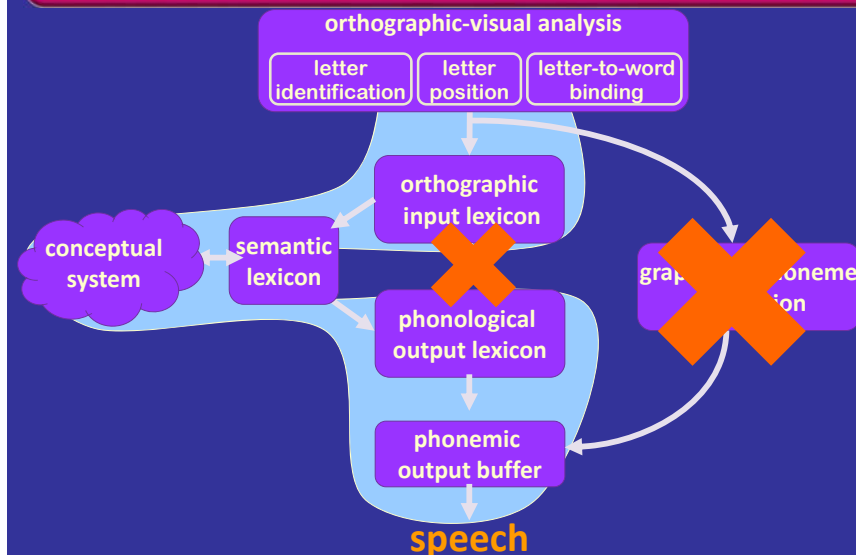 orthographic-visual analysis
letter
identification
letter
position
letter-to-word
binding
orthographic
input lexicon
conceptual
system
semantic
lexicon
phonological
output lexicon
phonemic
output buffer
speech